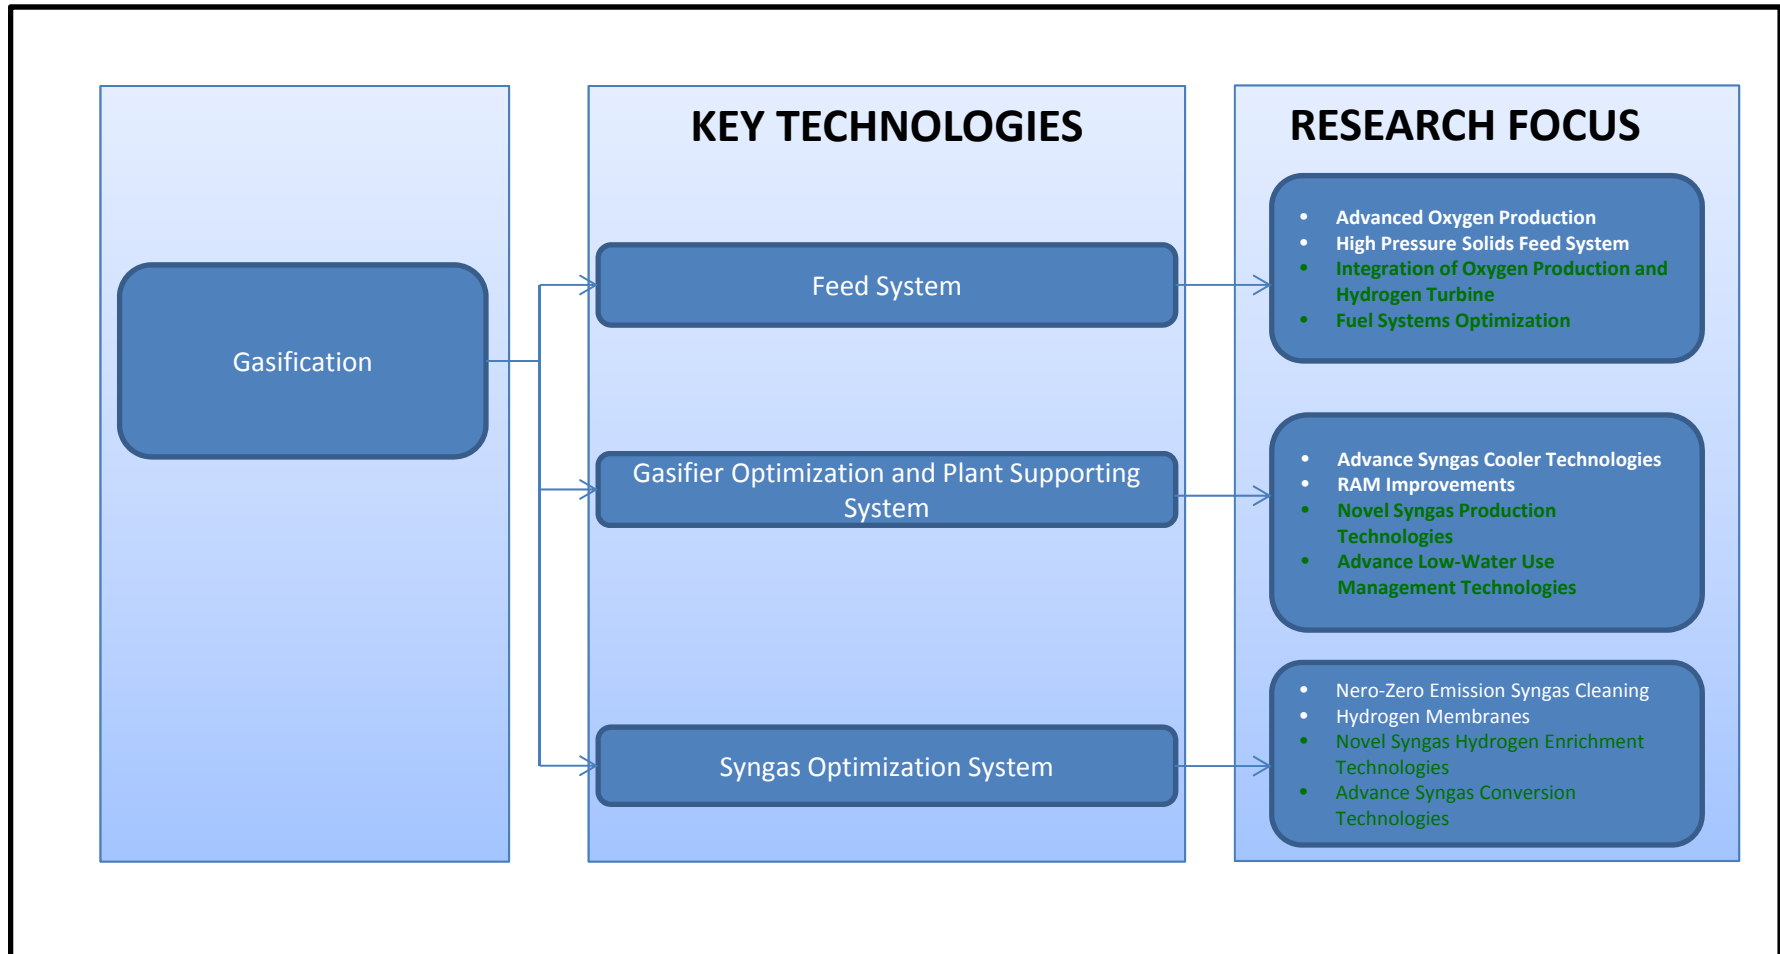 KEY TECHNOLOGIES
RESEARCH FOCUS
Gasification
Feed System
• Advanced Oxygen Production
• High Pressure Solids Feed System
• Integration of Oxygen Production and
Hydrogen Turbine
• Fuel Systems Optimization
Gasifier Optimization and Plant Supporting
System
• Advance Syngas Cooler Technologies
• RAM Improvements
• Novel Syngas Production
Technologies
• Advance Low-Water Use
Management Technologies
Syngas Optimization System
• Nero-Zero Emission Syngas Cleaning
• Hydrogen Membranes
• Novel Syngas Hydrogen Enrichment
Technologies
• Advance Syngas Conversion
Technologies